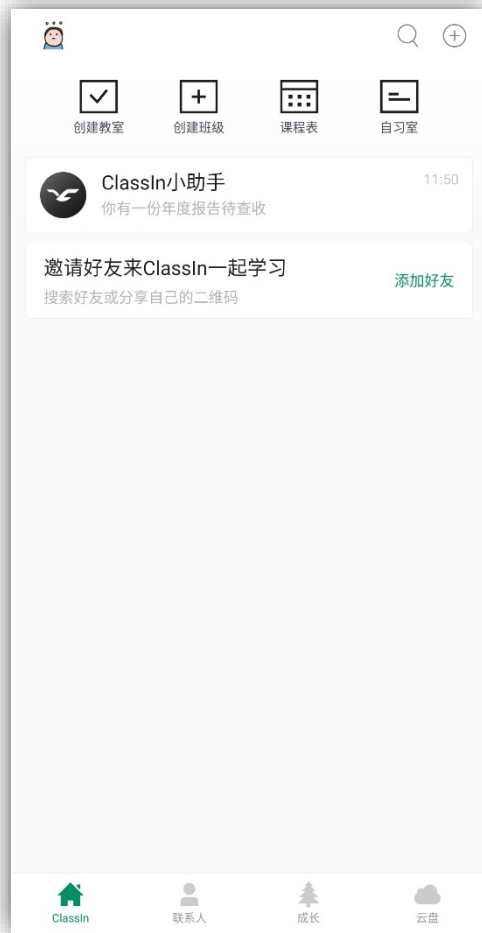 创建教室
创建班级
课程表
自习室
ClassIn小助手
11:50
你有一份年度报告待查收
邀请好友来ClassIn一起学习
搜索好友或分享自己的二维码
添加好友
ClassIn
联系人
成长
云盘